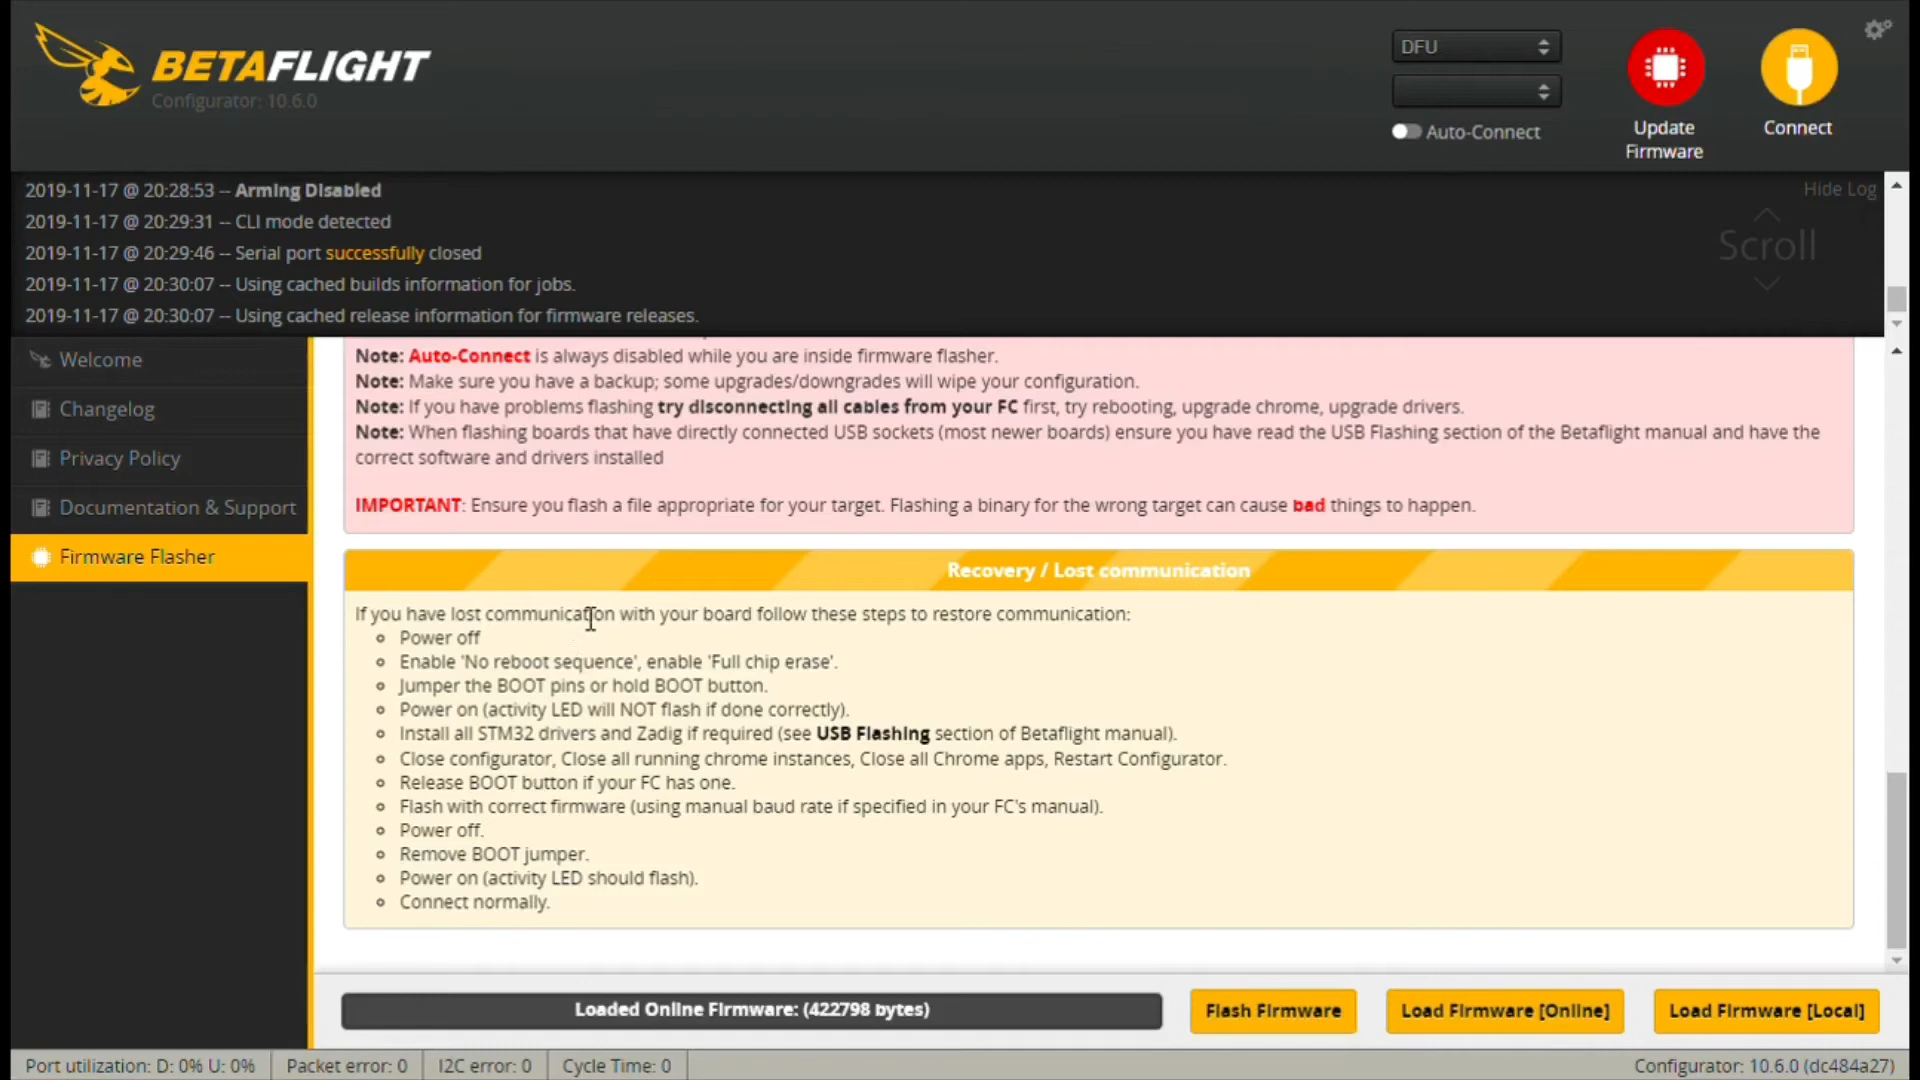 BETAFLIGHT
Configurator: 10.6.0
DFU
Auto-Connect
Update
Firmware
Connect
2019-11-17 @ 20:28:53 -- Arming Disabled
2019-11-17 @ 20:29:31 -- CLI mode detected
2019-11-17 @ 20:29:46 -- Serial port successfully closed
2019-11-17 @ 20:30:07 -- Using cached builds information for jobs.
2019-11-17 @ 20:30:07 -- Using cached release information for firmware releases.
Hide Log
Scroll
Welcome
Changelog
Privacy Policy
Documentation & Support
Firmware Flasher
Note: Auto-Connect is always disabled while you are inside firmware flasher.
Note: Make sure you have a backup; some upgrades/downgrades will wipe your configuration.
Note: If you have problems flashing try disconnecting all cables from your FC first, try rebooting, upgrade chrome, upgrade drivers.
Note: When flashing boards that have directly connected USB sockets (most newer boards) ensure you have read the USB Flashing section of the Betaflight manual and have the
correct software and drivers installed
IMPORTANT: Ensure you flash a file appropriate for your target. Flashing a binary for the wrong target can cause bad things to happen.
Recovery / Lost communication
If you have lost communication with your board follow these steps to restore communication:
Power off
Enable 'No reboot sequence', enable 'Full chip erase'.
Jumper the BOOT pins or hold BOOT button.
Power on (activity LED will NOT flash if done correctly).
Install all STM32 drivers and Zadig if required (see USB Flashing section of Betaflight manual).
Close configurator, Close all running chrome instances, Close all Chrome apps, Restart Configurator.
Release BOOT button if your FC has one.
Flash with correct firmware (using manual baud rate if specified in your FC's manual).
Power off.
Remove BOOT jumper.
Power on (activity LED should flash).
Connect normally.
Loaded Online Firmware: (422798 bytes)
Flash Firmware
Load Firmware [Online]
Load Firmware [Local]
Port utilization: D: 0% U: 0%
Packet error: 0
I2C error: 0
Cycle Time: 0
Configurator: 10.6.0 (dc484a27)